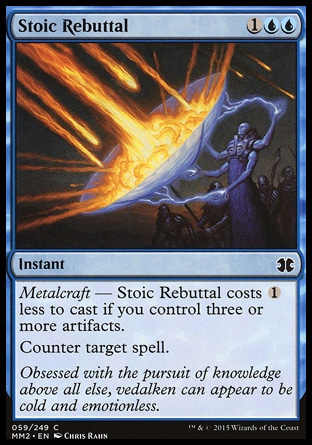 Stoic Rebuttal 1
Instant
Metalcraft — Stoic Rebuttal costs 1
less to cast if you control three or
more artifacts.
Counter target spell.
Obsessed with the pursuit of knowledge
above all else, vedalken can appear to
be cold and emotionless.
059/249 C
MM2 • EN Chris Rahn ™ & © 2015 Wizards of the Coast